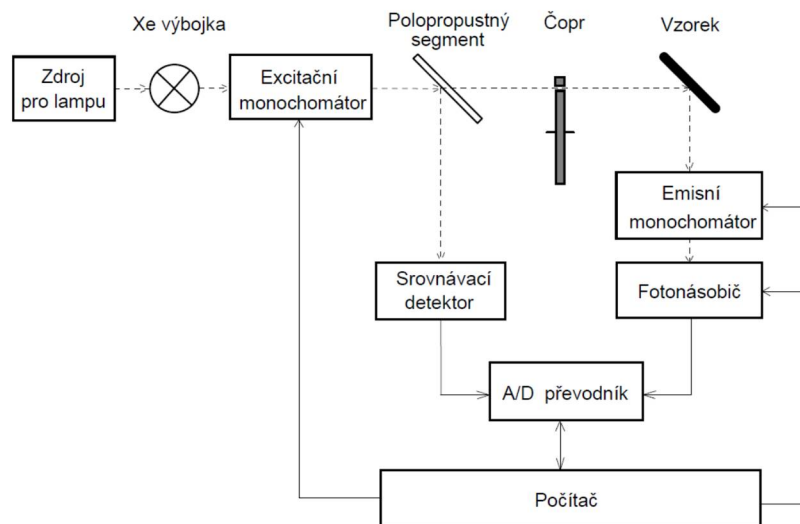 Xe výbojka
Polopropustný
segment
Čopr
Vzorek
Zdroj
pro lampu
Excitační
monochomátor
Emisní
monochomátor
Srovnávací
detektor
Fotonásobič
A/D převodník
Počítač